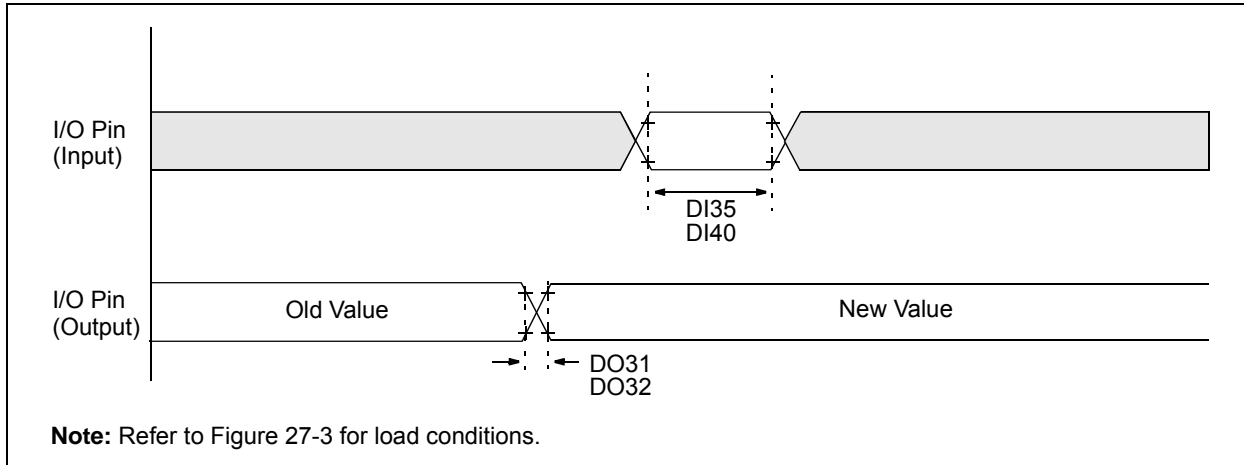 I/O Pin
(Input)
DI35
DI40
I/O Pin
(Output)
Old Value
New Value
DO31
DO32
Note: Refer to Figure 27-3 for load conditions.